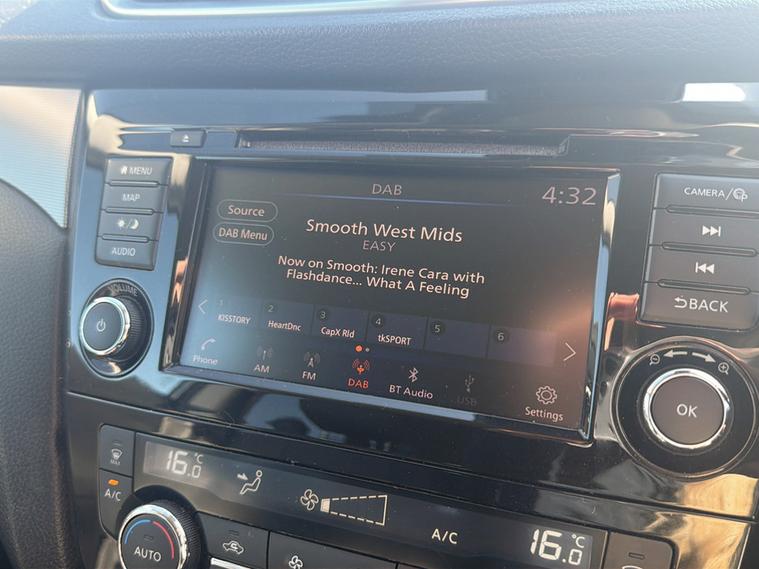 DAB
4:32
MENU
MAP
AUDIO
VOLUME
Source
DAB Menu
Smooth West Mids
EASY
Now on Smooth: Irene Cara with
Flashdance... What A Feeling
1 KISSTORY
2 HeartDnc
3 CapX Rld
4 tkSPORT
5
6
Phone
AM
FM
DAB
BT Audio
USB
Settings
CAMERA/
BACK
OK
MAX
A/C
16.0°C
AUTO
A/C
16.0°C